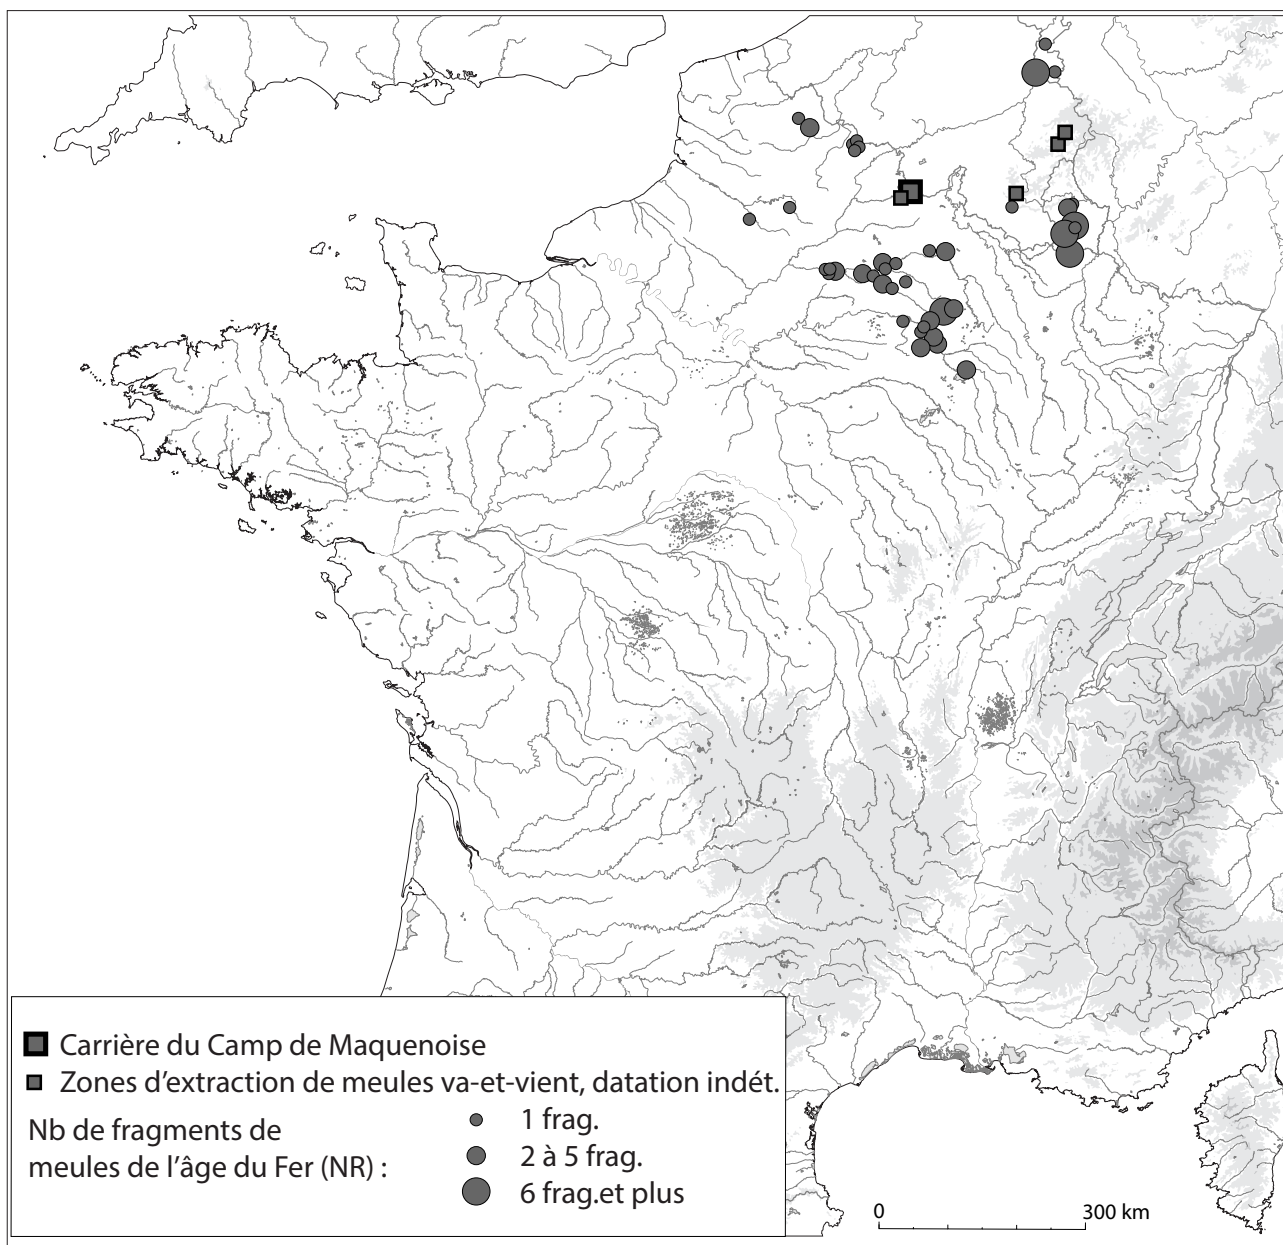 Carrière du Camp de Maquenoise
Zones d'extraction de meules va-et-vient, datation indét.
Nb de fragments de
meules de l'âge du Fer (NR) :
1 frag.
2 à 5 frag.
6 frag.et plus
0 300 km